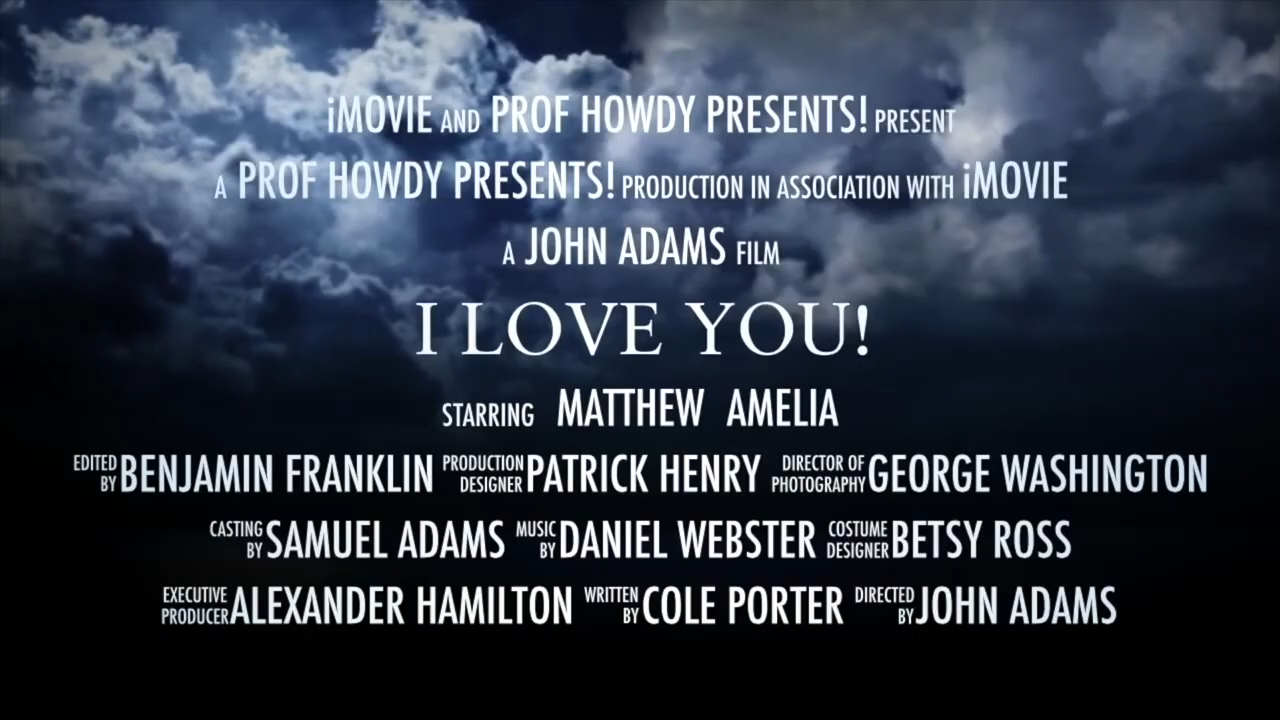 iMOVIE AND PROF HOWDY PRESENTS! PRESENT
A PROF HOWDY PRESENTS! PRODUCTION IN ASSOCIATION WITH iMOVIE
A JOHN ADAMS FILM
I LOVE YOU!
STARRING MATTHEW AMELIA
EDITED BY BENJAMIN FRANKLIN PRODUCTION DESIGNER PATRICK HENRY DIRECTOR OF PHOTOGRAPHY GEORGE WASHINGTON
CASTING BY SAMUEL ADAMS MUSIC BY DANIEL WEBSTER COSTUME DESIGNER BETSY ROSS
EXECUTIVE PRODUCER ALEXANDER HAMILTON WRITTEN BY COLE PORTER DIRECTED BY JOHN ADAMS